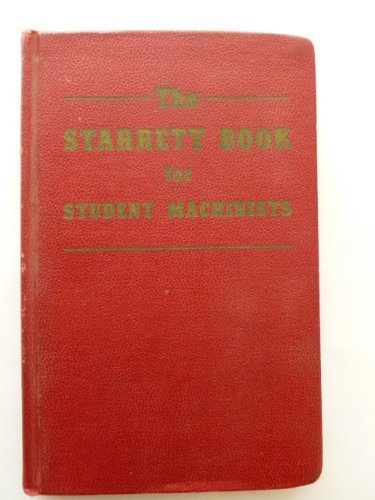 The
STARRETT BOOK
for
STUDENT MACHINISTS